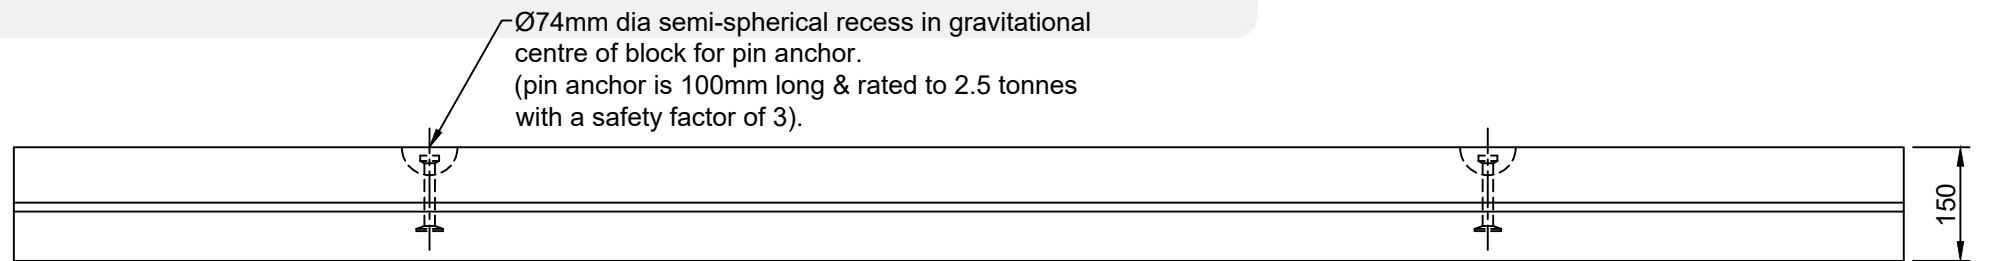 Ø74mm dia semi-spherical recess in gravitational
centre of block for pin anchor.
(pin anchor is 100mm long & rated to 2.5 tonnes
with a safety factor of 3).
150